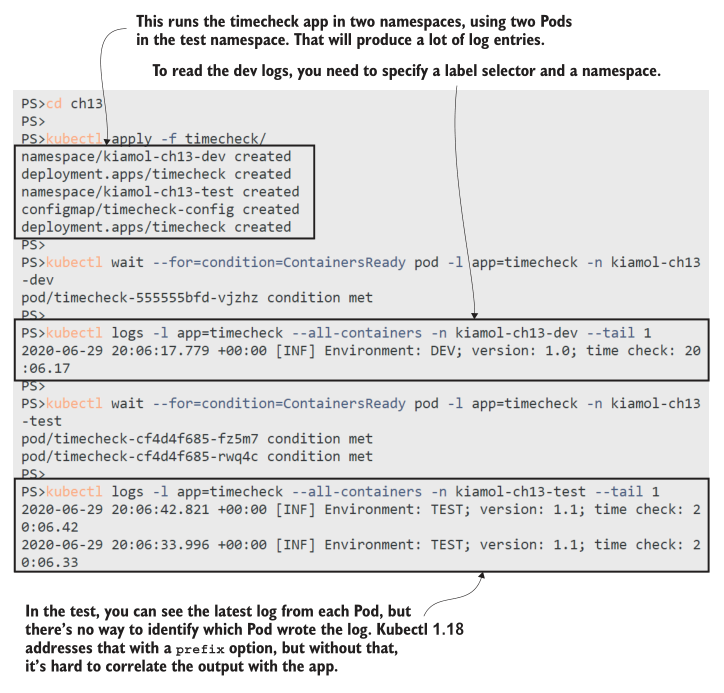 This runs the timecheck app in two namespaces, using two Pods
in the test namespace. That will produce a lot of log entries.
To read the dev logs, you need to specify a label selector and a namespace.
PS>cd ch13
PS>
PS>kubectl apply -f timecheck/
namespace/kiamol-ch13-dev created
deployment.apps/timecheck created
namespace/kiamol-ch13-test created
configmap/timecheck-config created
deployment.apps/timecheck created
PS>
PS>kubectl wait --for=condition=ContainersReady pod -l app=timecheck -n kiamol-ch13
-dev
pod/timecheck-555555bfd-vjzhz condition met
PS>
PS>kubectl logs -l app=timecheck --all-containers -n kiamol-ch13-dev --tail 1
2020-06-29 20:06:17.779 +00:00 [INF] Environment: DEV; version: 1.0; time check: 20
:06.17
PS>
PS>kubectl wait --for=condition=ContainersReady pod -l app=timecheck -n kiamol-ch13
-test
pod/timecheck-cf4d4f685-fz5m7 condition met
pod/timecheck-cf4d4f685-rwq4c condition met
PS>
PS>kubectl logs -l app=timecheck --all-containers -n kiamol-ch13-test --tail 1
2020-06-29 20:06:42.821 +00:00 [INF] Environment: TEST; version: 1.1; time check: 2
0:06.42
2020-06-29 20:06:33.996 +00:00 [INF] Environment: TEST; version: 1.1; time check: 2
0:06.33
In the test, you can see the latest log from each Pod, but
there's no way to identify which Pod wrote the log. Kubectl 1.18
addresses that with a prefix option, but without that,
it's hard to correlate the output with the app.